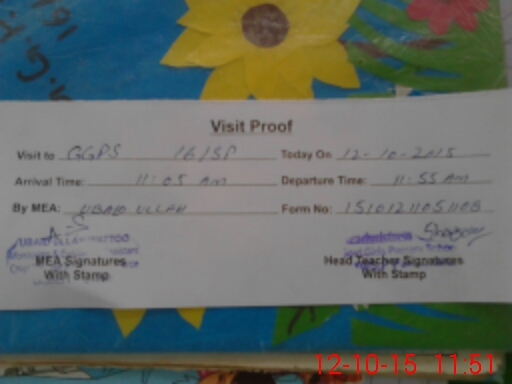 Visit Proof
Visit to GGPS 16/SP Today On 12-10-2015
Arrival Time: 11:05 AM Departure Time: 11:55 AM
By MEA: UBAID ULLAH Form No:
UBAID ULLAH
MEA Signatures Head Teacher Signatures
With Stamp With Stamp
12-10-15 11:51